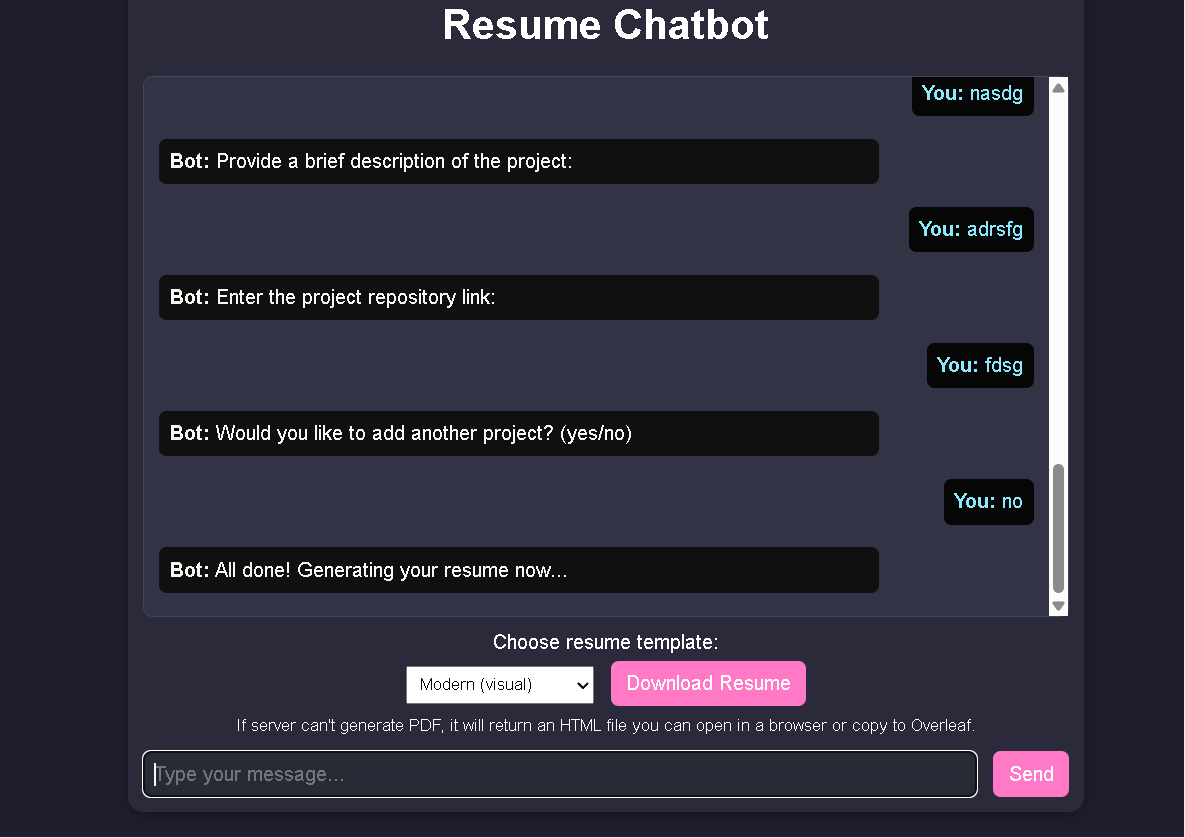 Resume Chatbot
You: nasdg
Bot: Provide a brief description of the project:
You: adrsfg
Bot: Enter the project repository link:
You: fdsg
Bot: Would you like to add another project? (yes/no)
You: no
Bot: All done! Generating your resume now...
Choose resume template:
Modern (visual)
Download Resume
If server can't generate PDF, it will return an HTML file you can open in a browser or copy to Overleaf.
Type your message...
Send